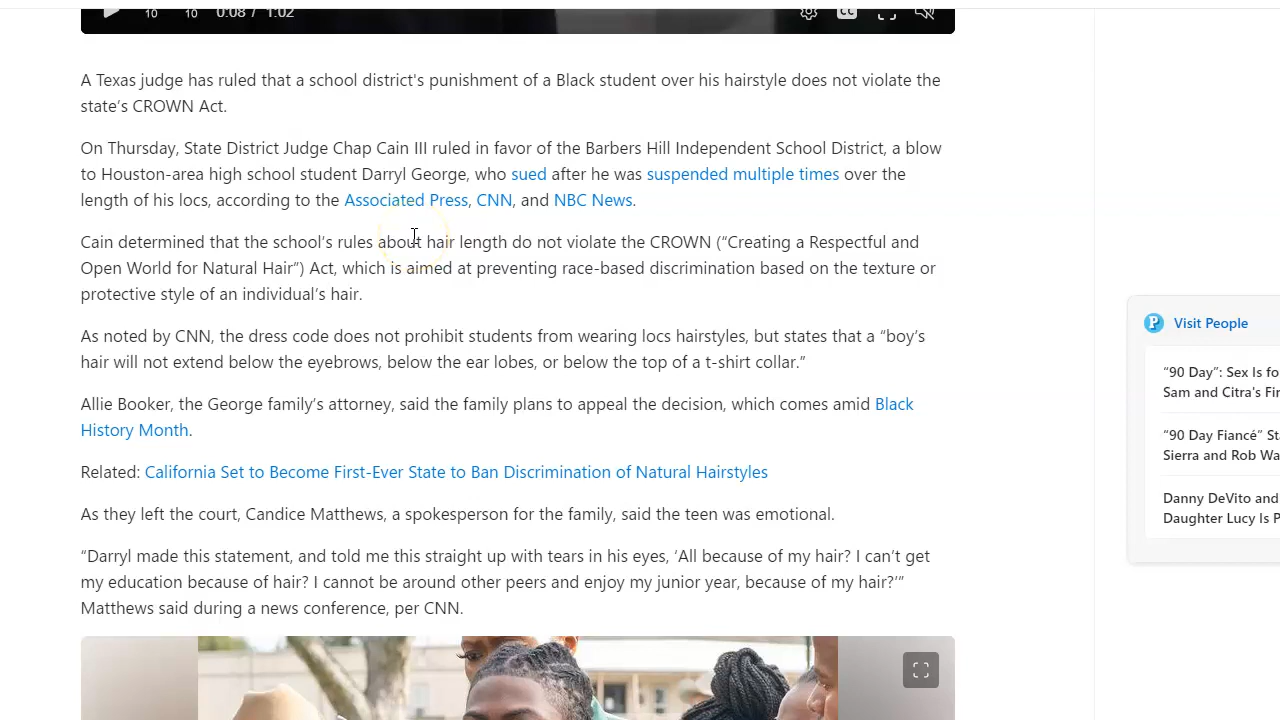 10 10 0:08 / 1:02 CC
A Texas judge has ruled that a school district's punishment of a Black student over his hairstyle does not violate the
state’s CROWN Act.
On Thursday, State District Judge Chap Cain III ruled in favor of the Barbers Hill Independent School District, a blow
to Houston-area high school student Darryl George, who sued after he was suspended multiple times over the
length of his locs, according to the Associated Press, CNN, and NBC News.
Cain determined that the school’s rules about hair length do not violate the CROWN (“Creating a Respectful and
Open World for Natural Hair”) Act, which is aimed at preventing race-based discrimination based on the texture or
protective style of an individual’s hair.
As noted by CNN, the dress code does not prohibit students from wearing locs hairstyles, but states that a “boy’s
hair will not extend below the eyebrows, below the ear lobes, or below the top of a t-shirt collar.”
Allie Booker, the George family’s attorney, said the family plans to appeal the decision, which comes amid Black
History Month.
Related: California Set to Become First-Ever State to Ban Discrimination of Natural Hairstyles
As they left the court, Candice Matthews, a spokesperson for the family, said the teen was emotional.
“Darryl made this statement, and told me this straight up with tears in his eyes, ‘All because of my hair? I can’t get
my education because of hair? I cannot be around other peers and enjoy my junior year, because of my hair?’”
Matthews said during a news conference, per CNN.
P Visit People
“90 Day”: Sex Is fo
Sam and Citra's Fir
“90 Day Fiancé” St
Sierra and Rob Wa
Danny DeVito and
Daughter Lucy Is P